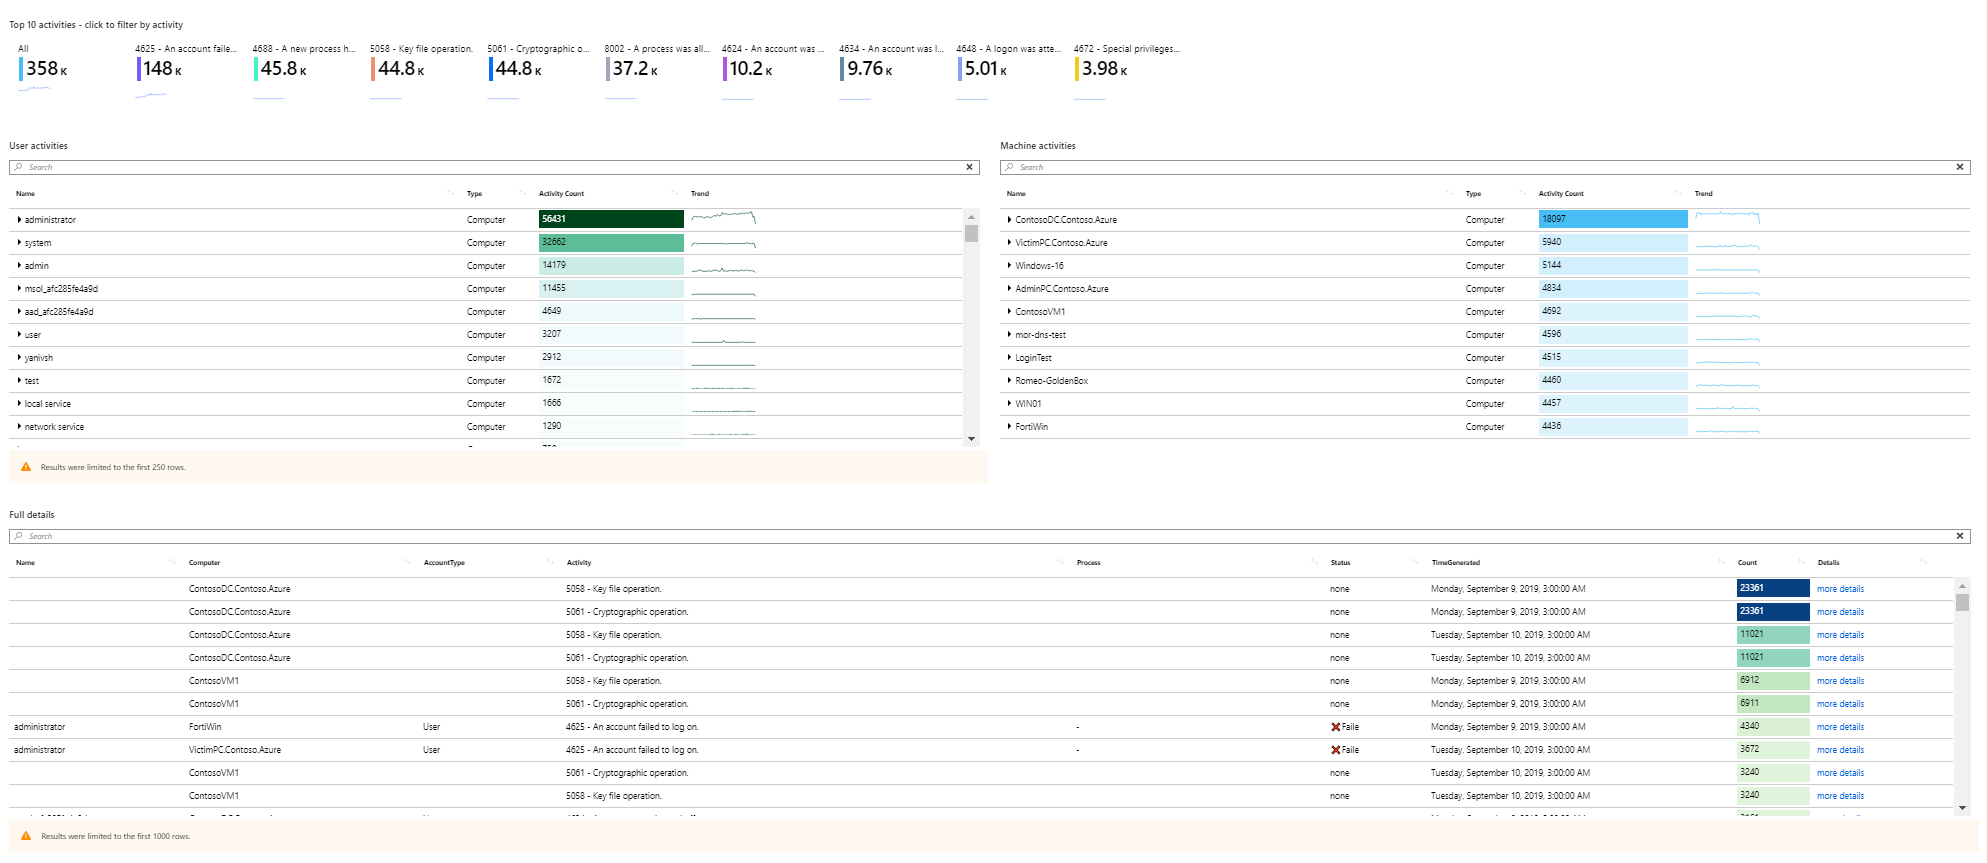 Top 10 activities - click to filter by activity
All
358 K
4625 - An account faile...
148 K
4688 - A new process h...
45.8 K
5058 - Key file operation.
44.8 K
5061 - Cryptographic o...
44.8 K
8002 - A process was all...
37.2 K
4624 - An account was ...
10.2 K
4634 - An account was l...
9.76 K
4648 - A logon was atte...
5.01 K
4672 - Special privileges...
3.98 K
User activities
Search
Name Type Activity Count Trend
administrator Computer 56431
system Computer 32662
admin Computer 14179
msol_afc285fe4a9d Computer 11455
aad_afc285fe4a9d Computer 4649
user Computer 3207
yanivsh Computer 2912
test Computer 1672
local service Computer 1666
network service Computer 1290
Results were limited to the first 250 rows.
Machine activities
Search
Name Type Activity Count Trend
ContosoDC.Contoso.Azure Computer 18097
VictimPC.Contoso.Azure Computer 5940
Windows-16 Computer 5144
AdminPC.Contoso.Azure Computer 4834
ContosoVM1 Computer 4692
mor-dns-test Computer 4596
LoginTest Computer 4515
Romeo-GoldenBox Computer 4460
WIN01 Computer 4457
FortiWin Computer 4436
Full details
Search
Name Computer AccountType Activity Process Status TimeGenerated Count Details
ContosoDC.Contoso.Azure 5058 - Key file operation. none Monday, September 9, 2019, 3:00:00 AM 23361 more details
ContosoDC.Contoso.Azure 5061 - Cryptographic operation. none Monday, September 9, 2019, 3:00:00 AM 23361 more details
ContosoDC.Contoso.Azure 5058 - Key file operation. none Tuesday, September 10, 2019, 3:00:00 AM 11021 more details
ContosoDC.Contoso.Azure 5061 - Cryptographic operation. none Tuesday, September 10, 2019, 3:00:00 AM 11021 more details
ContosoVM1 5058 - Key file operation. none Monday, September 9, 2019, 3:00:00 AM 6912 more details
ContosoVM1 5061 - Cryptographic operation. none Monday, September 9, 2019, 3:00:00 AM 6911 more details
administrator FortiWin User 4625 - An account failed to log on. - Faile Monday, September 9, 2019, 3:00:00 AM 4340 more details
administrator VictimPC.Contoso.Azure User 4625 - An account failed to log on. - Faile Tuesday, September 10, 2019, 3:00:00 AM 3672 more details
ContosoVM1 5061 - Cryptographic operation. none Tuesday, September 10, 2019, 3:00:00 AM 3240 more details
ContosoVM1 5058 - Key file operation. none Tuesday, September 10, 2019, 3:00:00 AM 3240 more details
Results were limited to the first 1000 rows.